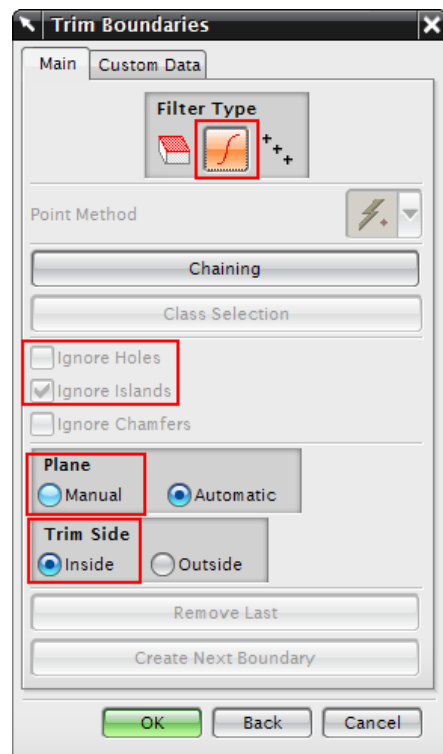 Trim Boundaries
Main Custom Data
Filter Type
Point Method
Chaining
Class Selection
Ignore Holes
Ignore Islands
Ignore Chamfers
Plane
Manual Automatic
Trim Side
Inside Outside
Remove Last
Create Next Boundary
OK Back Cancel